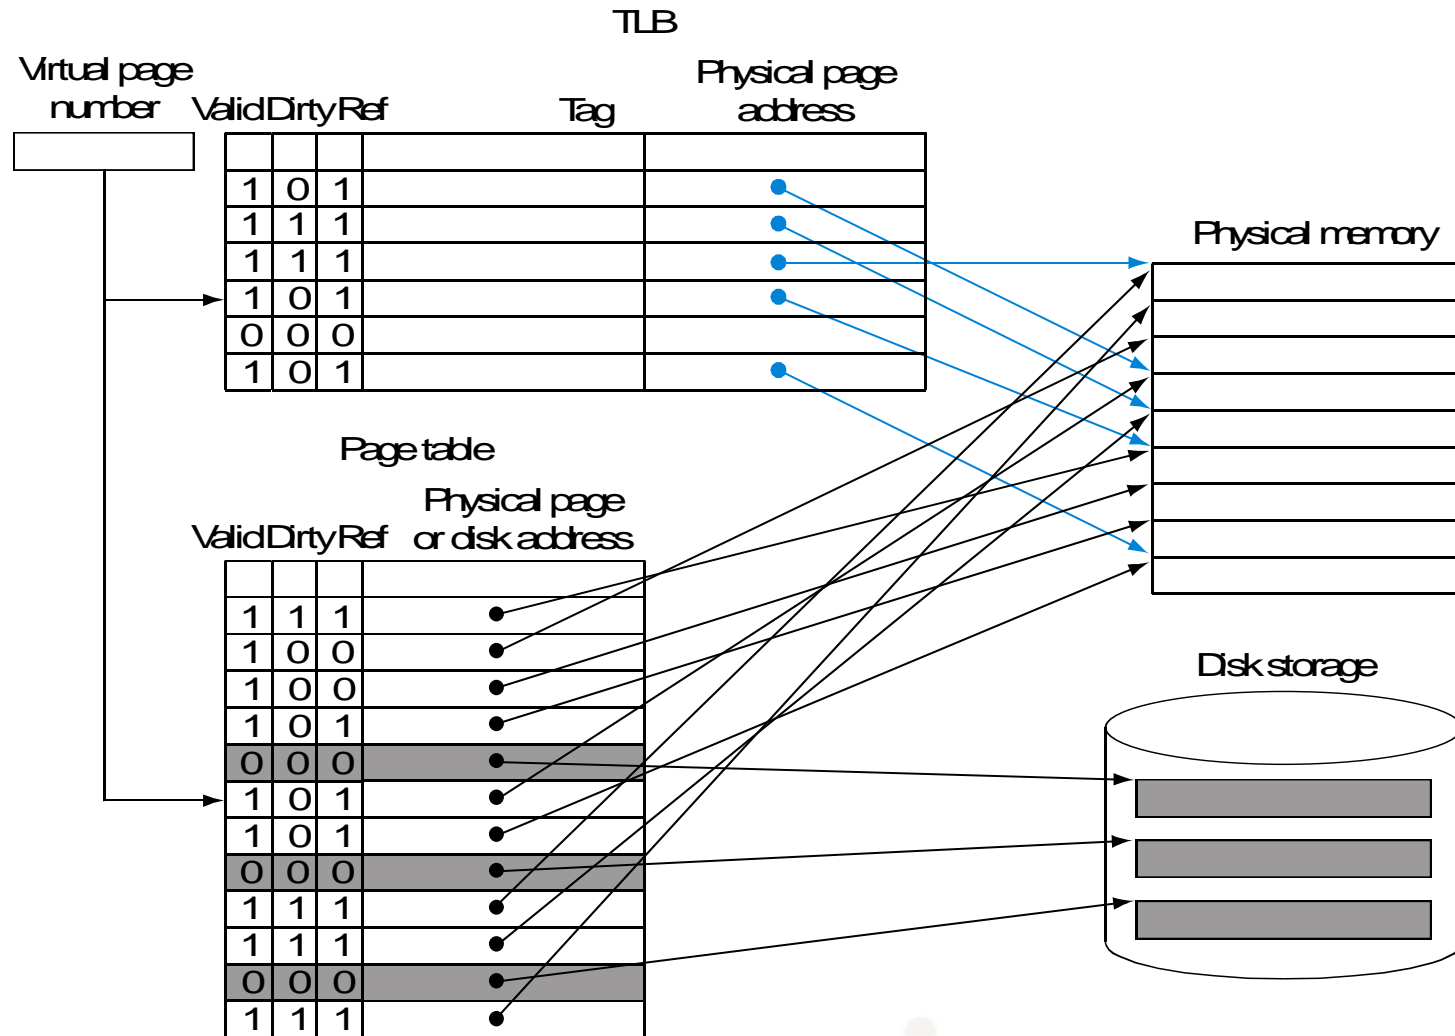 TLB
Virtual page
number
Valid Dirty Ref
Tag
Physical page
address
1 0 1
1 1 1
1 1 1
1 0 1
0 0 0
1 0 1
Physical memory
Page table
Physical page
or disk address
Valid Dirty Ref
1 1 1
1 0 0
1 0 0
1 0 1
0 0 0
1 0 1
1 0 1
0 0 0
1 1 1
1 1 1
0 0 0
1 1 1
Disk storage